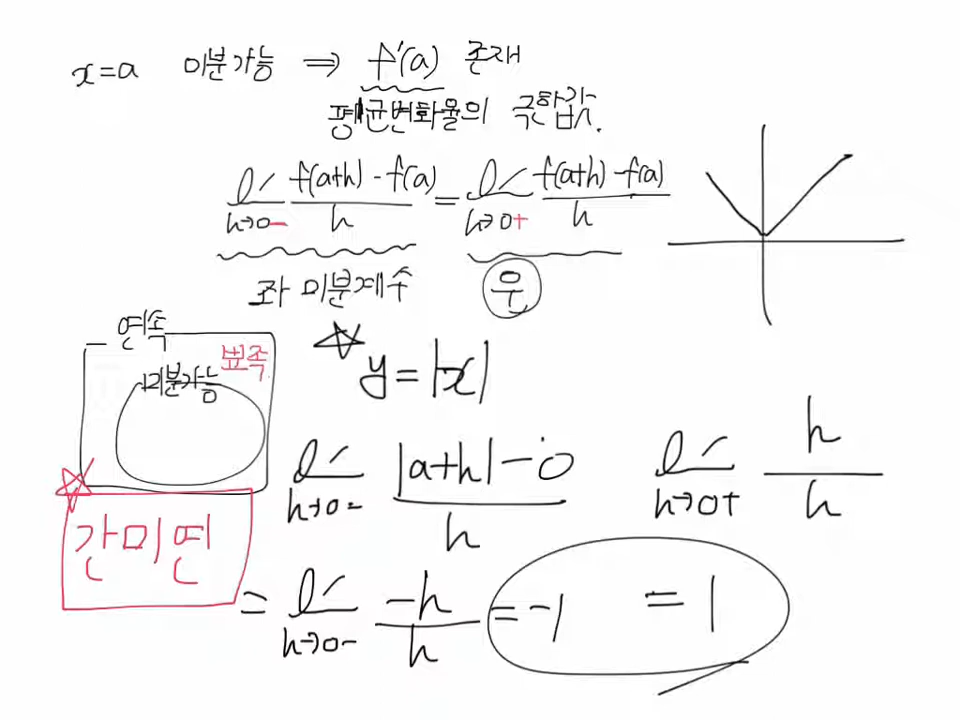 x=a 미분가능 ⇒ f'(a) 존재
평균변화율의 극한값.
lim h→0- f(a+h) - f(a) / h = lim h→0+ f(a+h) - f(a) / h
좌 미분계수 우
연속
뾰족
미분가능
☆ y = |x|
lim h→0- |a+h| - 0 / h
lim h→0+ h / h
☆ 간미연
= lim h→0- -h / h = -1
= 1